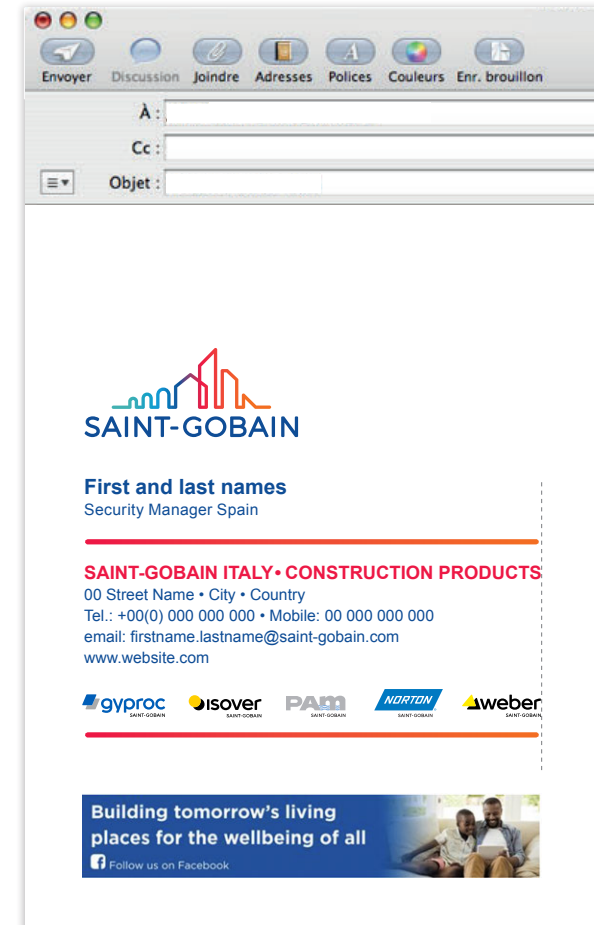 Envoyer Discussion Joindre Adresses Polices Couleurs Enr. brouillon
À :
Cc :
Objet :
SAINT-GOBAIN
First and last names
Security Manager Spain
SAINT-GOBAIN ITALY• CONSTRUCTION PRODUCTS
00 Street Name • City • Country
Tel.: +00(0) 000 000 000 • Mobile: 00 000 000 000
email: firstname.lastname@saint-gobain.com
www.website.com
gyproc isover PAM NORTON weber
SAINT-GOBAIN SAINT-GOBAIN SAINT-GOBAIN SAINT-GOBAIN SAINT-GOBAIN
Building tomorrow's living
places for the wellbeing of all
Follow us on Facebook